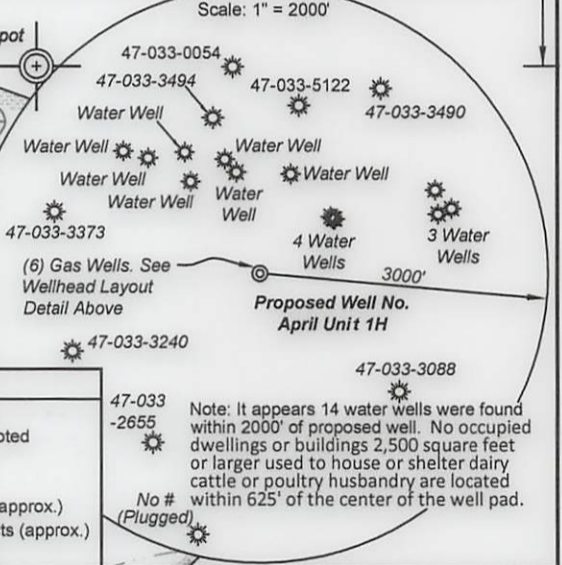 Scale: 1" = 2000'
pot
47-033-0054
47-033-3494
47-033-5122
Water Well
47-033-3490
Water Well
Water Well
Water Well
Water Well
Water Well
Water
Well
47-033-3373
4 Water
Wells
3 Water
Wells
(6) Gas Wells. See
Wellhead Layout
Detail Above
3000'
Proposed Well No.
April Unit 1H
47-033-3240
47-033-3088
47-033
-2655
Note: It appears 14 water wells were found
within 2000' of proposed well. No occupied
dwellings or buildings 2,500 square feet
or larger used to house or shelter dairy
cattle or poultry husbandry are located
within 625' of the center of the well pad.
oted
approx.)
ts (approx.)
No #
(Plugged)